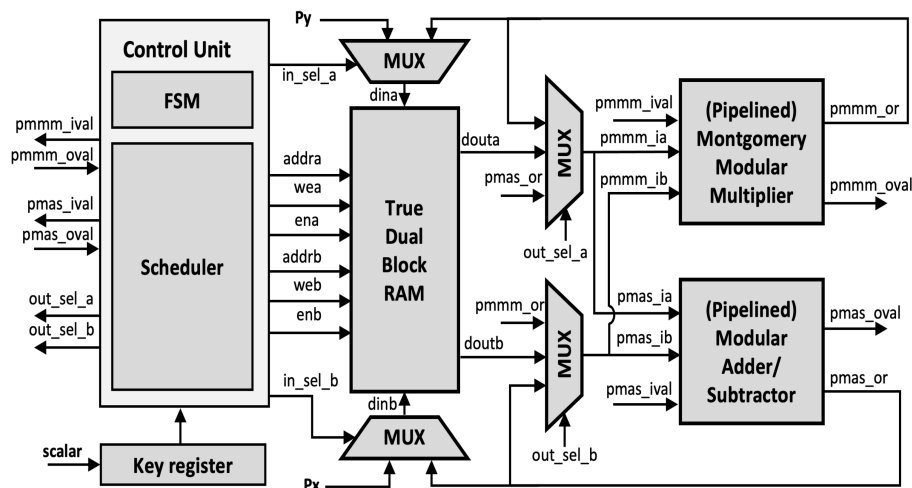 Py
Control Unit
MUX
in_sel_a
FSM
dina
pmmm_ival
pmmm_oval
pmas_ival
pmas_oval
Scheduler
out_sel_a
out_sel_b
addra
wea
ena
addrb
web
enb
in_sel_b
True
Dual
Block
RAM
douta
doutb
dinb
MUX
scalar
Key register
Px
MUX
pmas_or
out_sel_a
pmmm_ival
pmmm_ia
pmmm_ib
(Pipelined)
Montgomery
Modular
Multiplier
pmmm_or
pmmm_oval
pmmm_or
MUX
out_sel_b
pmas_ia
pmas_ib
pmas_ival
(Pipelined)
Modular
Adder/
Subtractor
pmas_oval
pmas_or